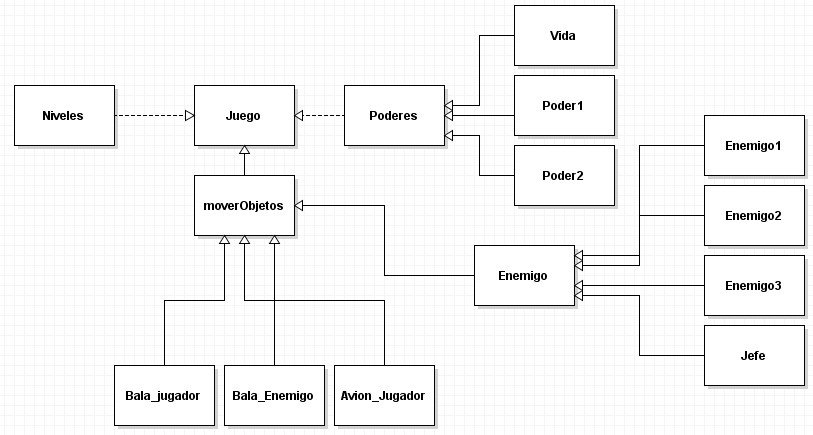 Vida
Niveles
Juego
Poderes
Poder1
Poder2
Enemigo1
moverObjetos
Enemigo2
Enemigo
Enemigo3
Jefe
Bala_jugador
Bala_Enemigo
Avion_Jugador